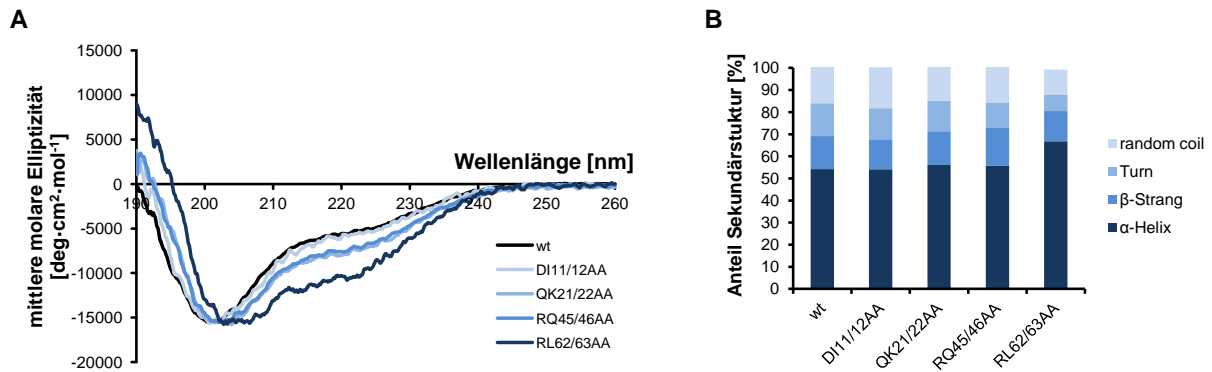 A
mittlere molare Elliptizität
[deg·cm²·mol⁻¹]
15000
10000
5000
0
-5000
-10000
-15000
-20000
Wellenlänge [nm]
190
200
210
220
230
240
250
260
wt
DI11/12AA
QK21/22AA
RQ45/46AA
RL62/63AA
B
Anteil Sekundärstuktur [%]
100
90
80
70
60
50
40
30
20
10
0
wt
DI11/12AA
QK21/22AA
RQ45/46AA
RL62/63AA
random coil
Turn
β-Strang
α-Helix